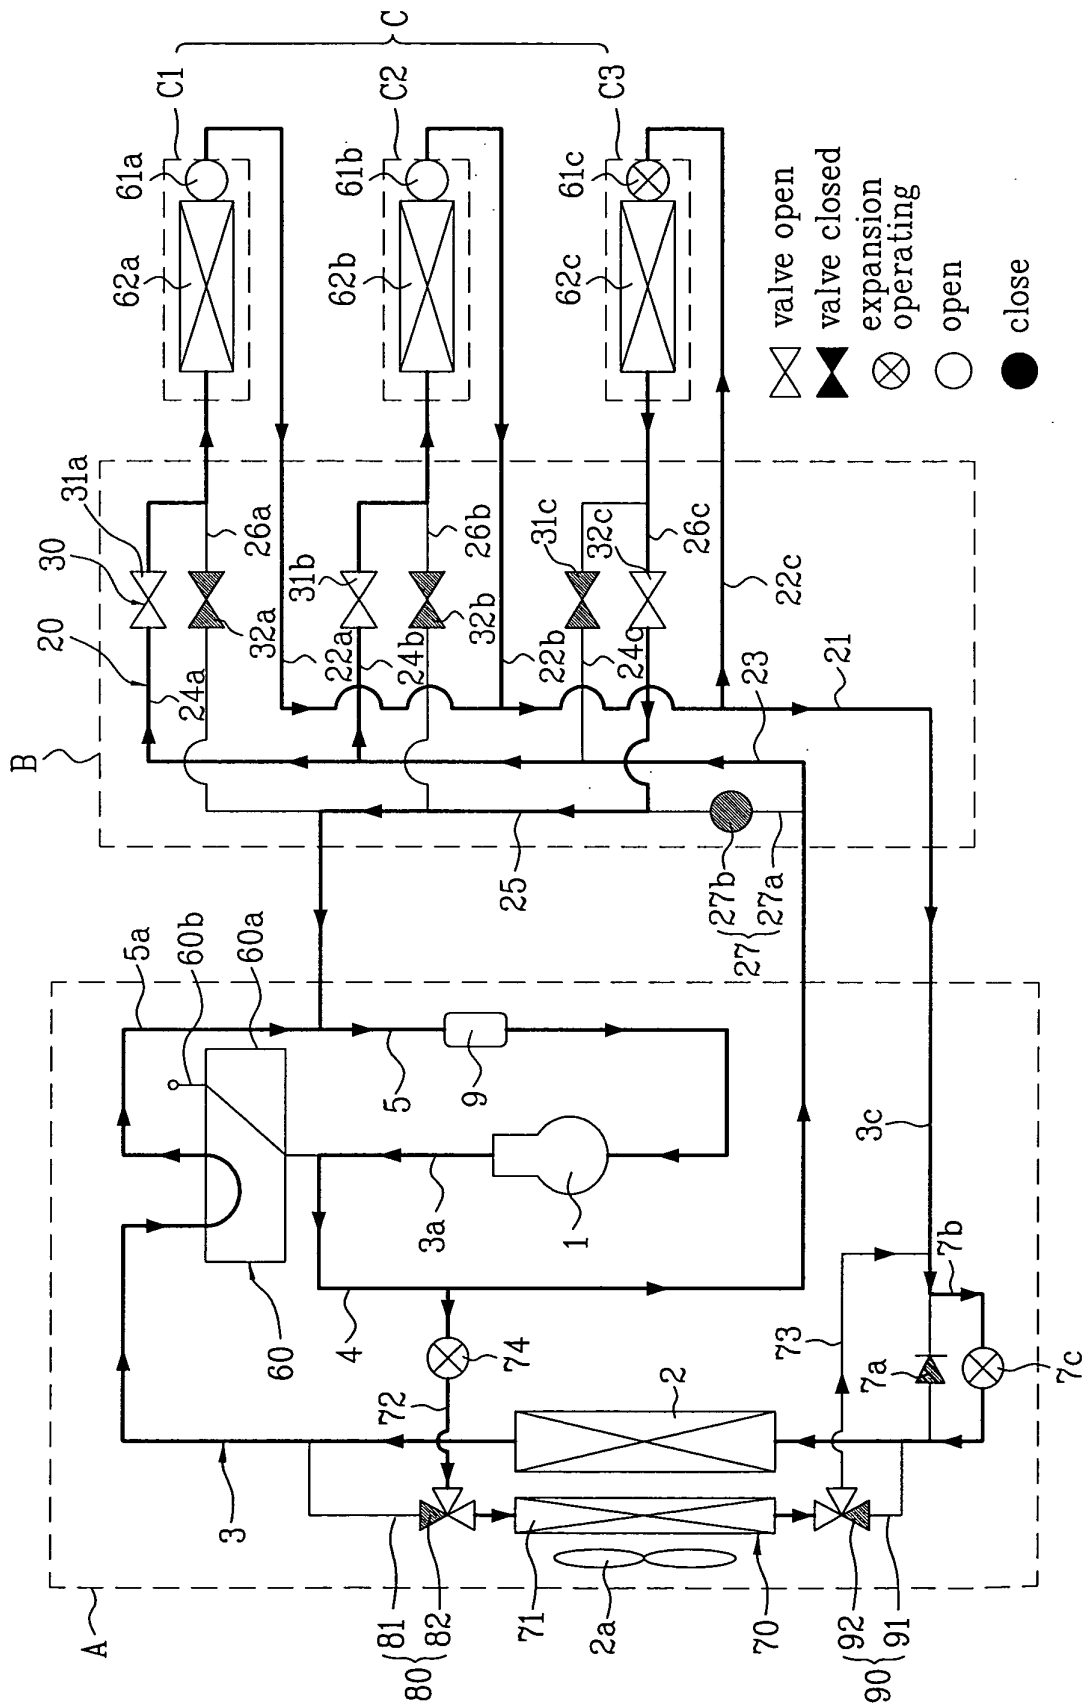 C
C1
C2
C3
61a
62a
61b
62b
61c
62c
valve open
valve closed
expansion
operating
open
close
B
20
30
31a
24a
32a
26a
22a
31b
24b
32b
26b
22b
31c
24c
32c
26c
22c
21
23
25
27b
27a
27
A
5a
60b
60a
60
5
9
3a
1
4
3c
7b
7a
7c
73
74
72
2
3
81
82
80
71
2a
70
92
91
90